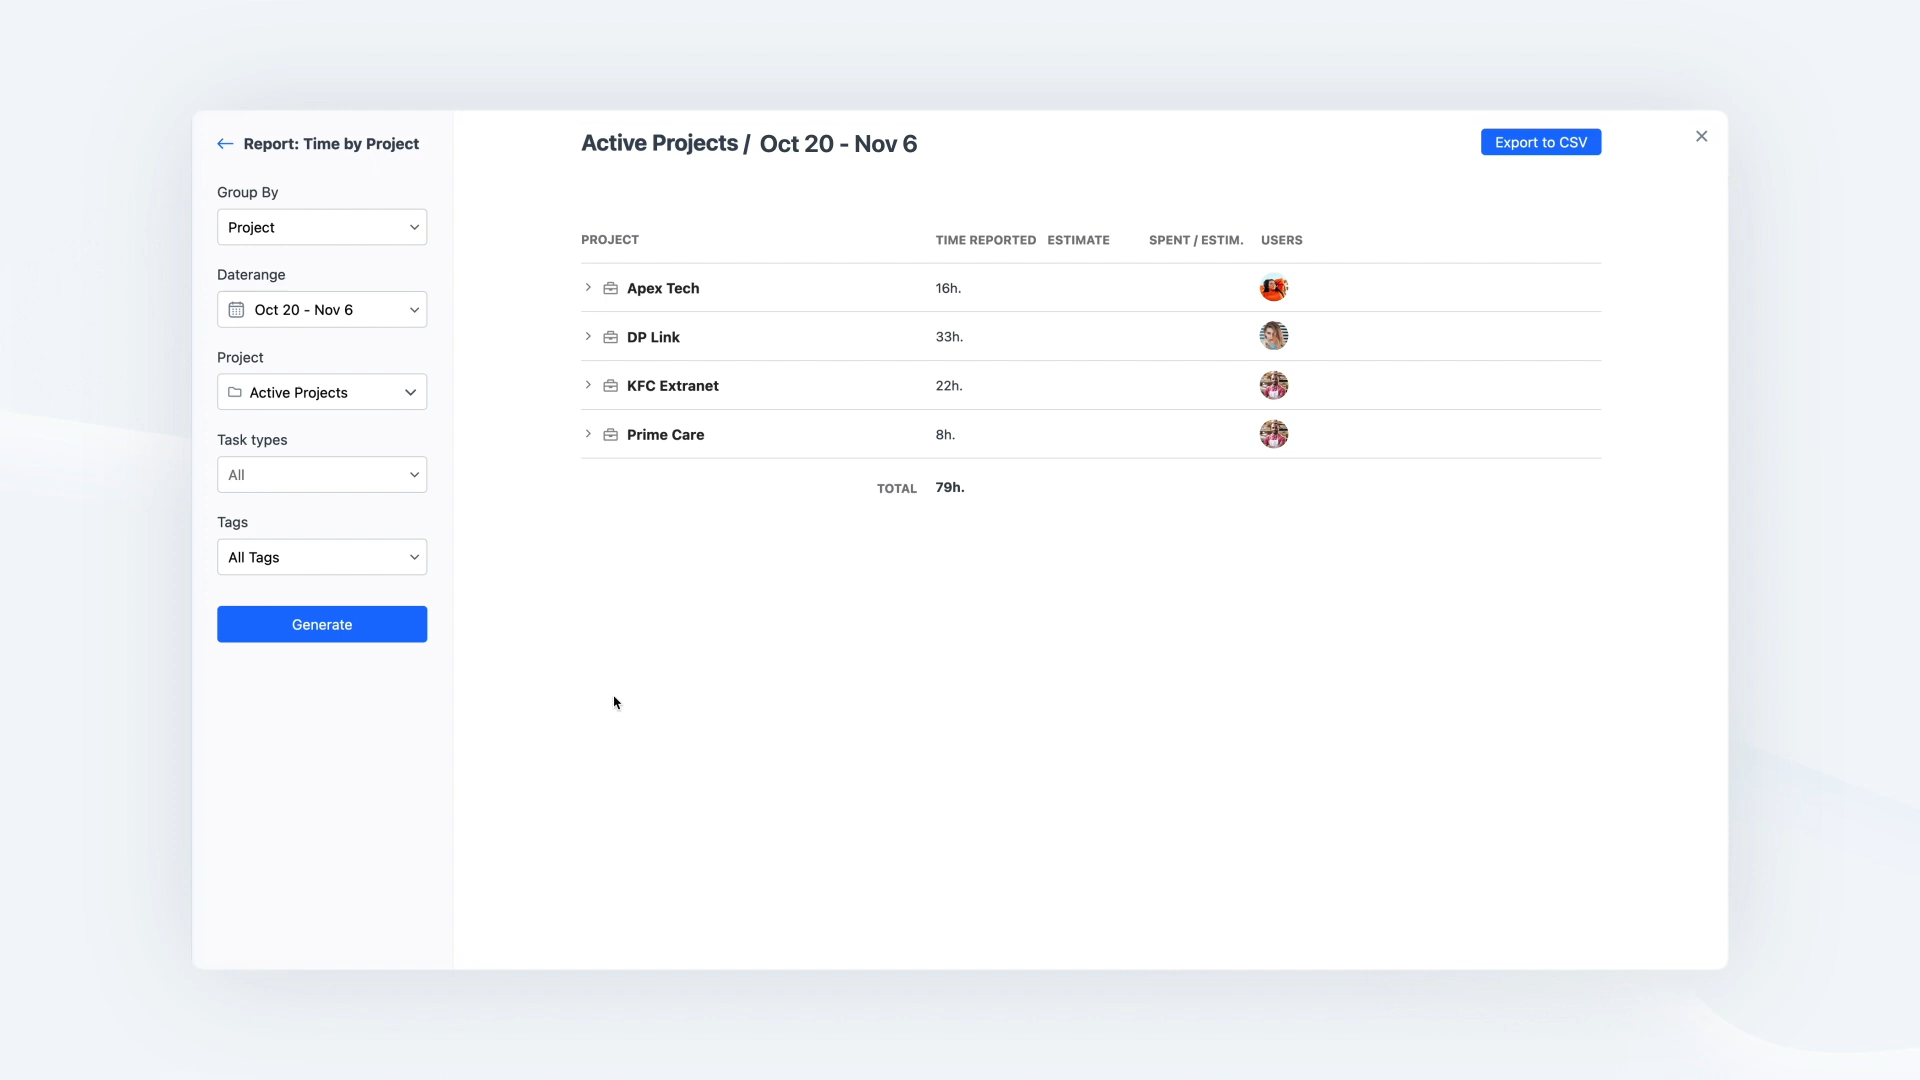 Report: Time by Project
Group By
Project
Daterange
Oct 20 - Nov 6
Project
Active Projects
Task types
All
Tags
All Tags
Generate
Active Projects / Oct 20 - Nov 6
Export to CSV
PROJECT TIME REPORTED ESTIMATE SPENT / ESTIM. USERS
Apex Tech 16h.
DP Link 33h.
KFC Extranet 22h.
Prime Care 8h.
TOTAL 79h.